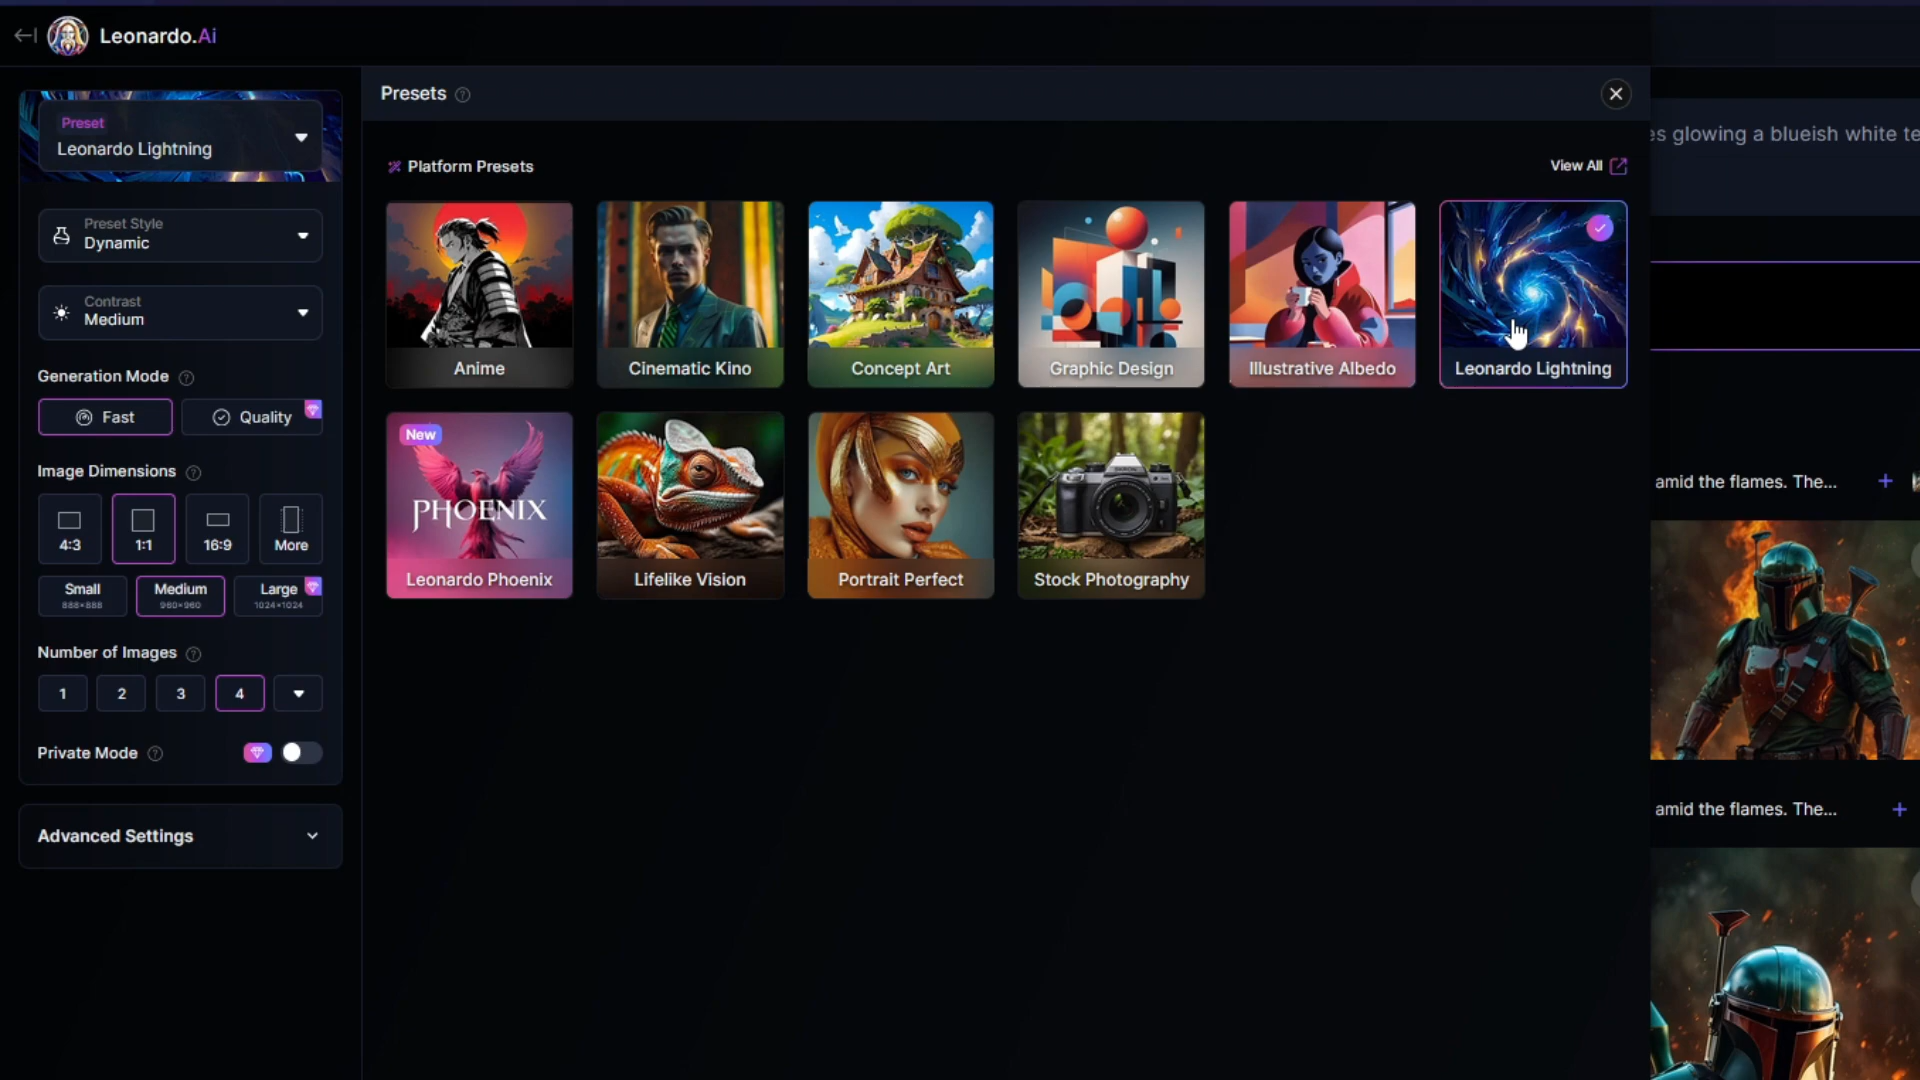 Leonardo.Ai
Preset
Leonardo Lightning
Preset Style
Dynamic
Contrast
Medium
Generation Mode
Fast
Quality
Image Dimensions
4:3
1:1
16:9
More
Small
888×888
Medium
960×960
Large
1024×1024
Number of Images
1
2
3
4
Private Mode
Advanced Settings
Presets
Platform Presets
View All
Anime
Cinematic Kino
Concept Art
Graphic Design
Illustrative Albedo
Leonardo Lightning
New
PHOENIX
Leonardo Phoenix
Lifelike Vision
Portrait Perfect
Stock Photography
es glowing a blueish white te
amid the flames. The...
amid the flames. The...